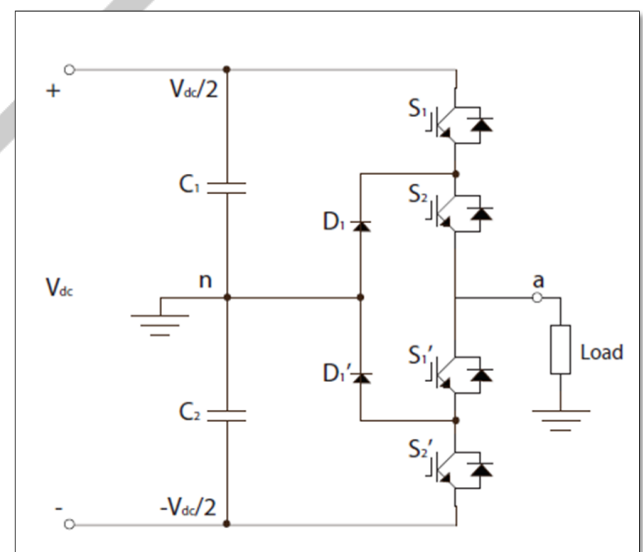 +
Vdc/2
S₁
C₁
S₂
D₁
n
a
Vdc
S₁′
Load
D₁′
C₂
S₂′
-
-Vdc/2